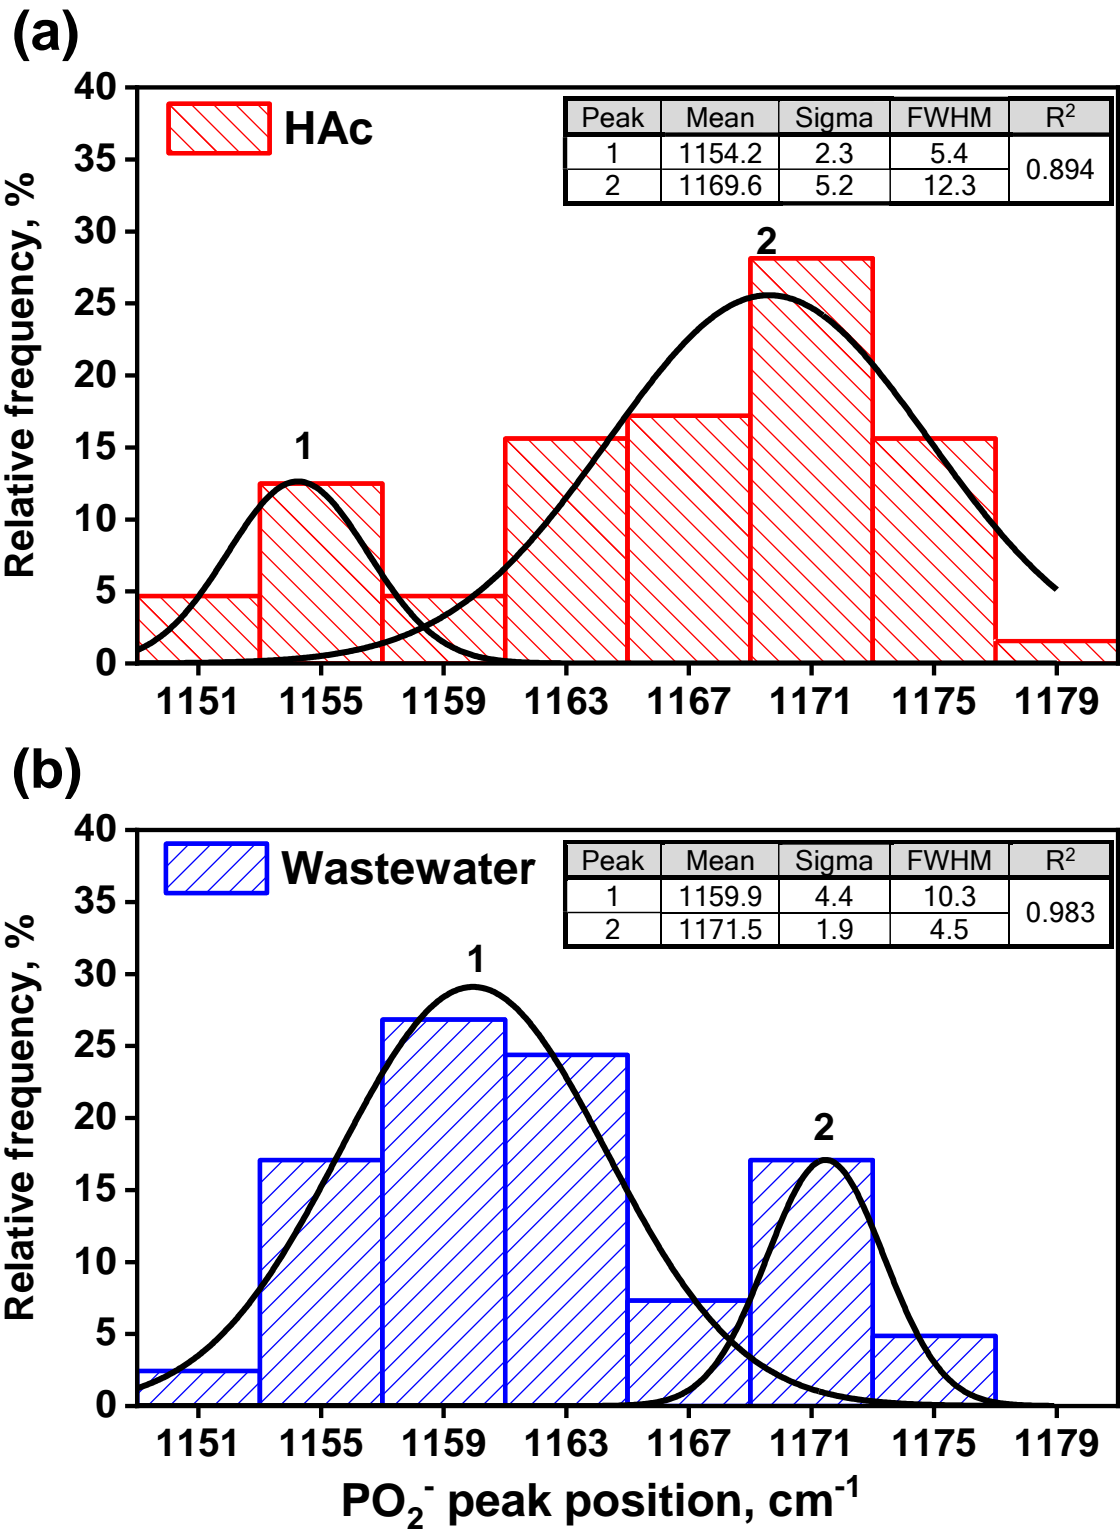 (a)
HAc
Peak Mean Sigma FWHM R²
1 1154.2 2.3 5.4 0.894
2 1169.6 5.2 12.3
Relative frequency, %
40
35
30
25
20
15
10
5
0
1
2
1151 1155 1159 1163 1167 1171 1175 1179
(b)
Wastewater
Peak Mean Sigma FWHM R²
1 1159.9 4.4 10.3 0.983
2 1171.5 1.9 4.5
Relative frequency, %
40
35
30
25
20
15
10
5
0
1
2
1151 1155 1159 1163 1167 1171 1175 1179
PO₂⁻ peak position, cm⁻¹